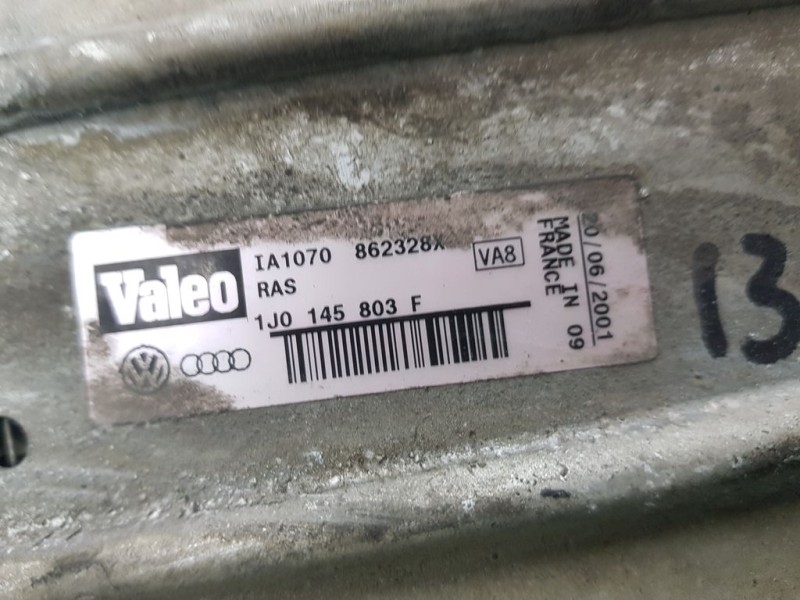 Valeo
IA1070 862328X VA8
RAS
1J0 145 803 F
20/06/2001
MADE IN 09
FRANCE
13